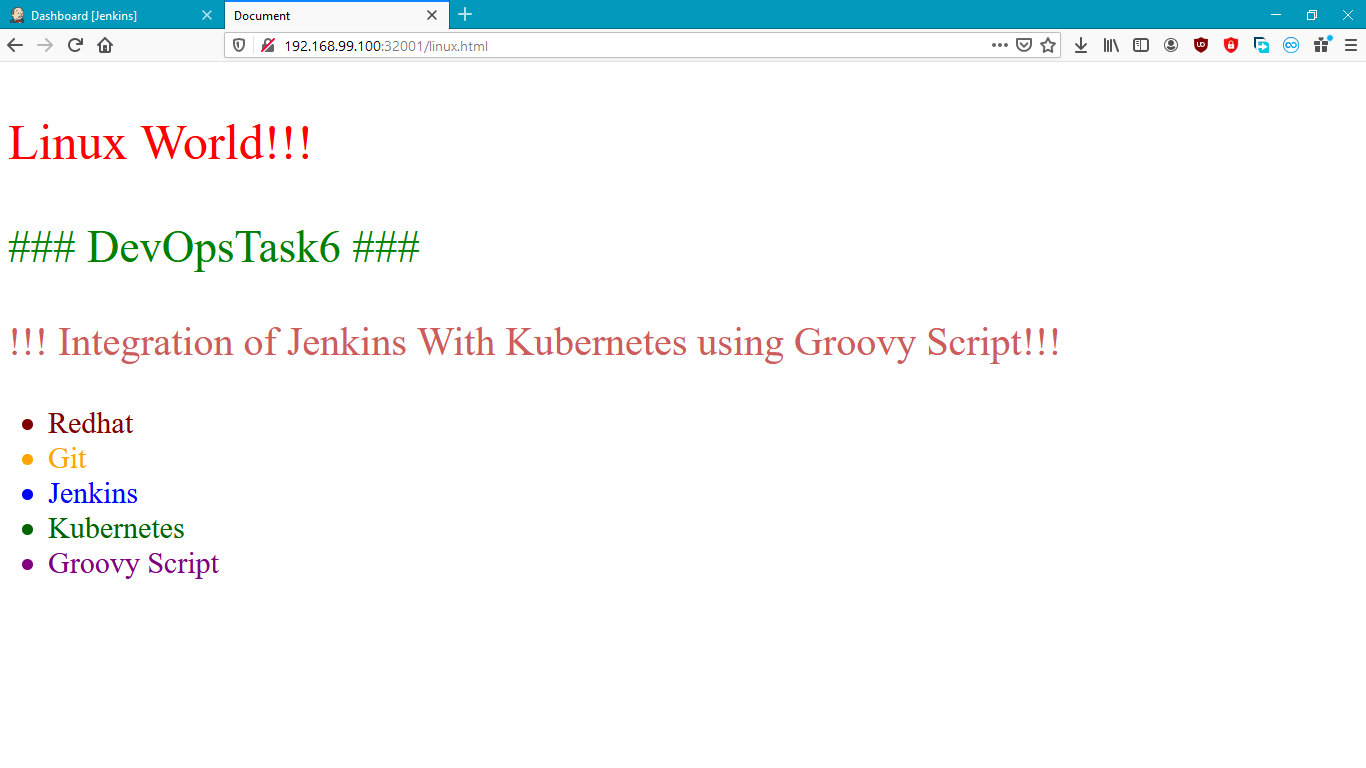 Dashboard [Jenkins]
Document
192.168.99.100:32001/linux.html
Linux World!!!
### DevOpsTask6 ###
!!! Integration of Jenkins With Kubernetes using Groovy Script!!!
Redhat
Git
Jenkins
Kubernetes
Groovy Script